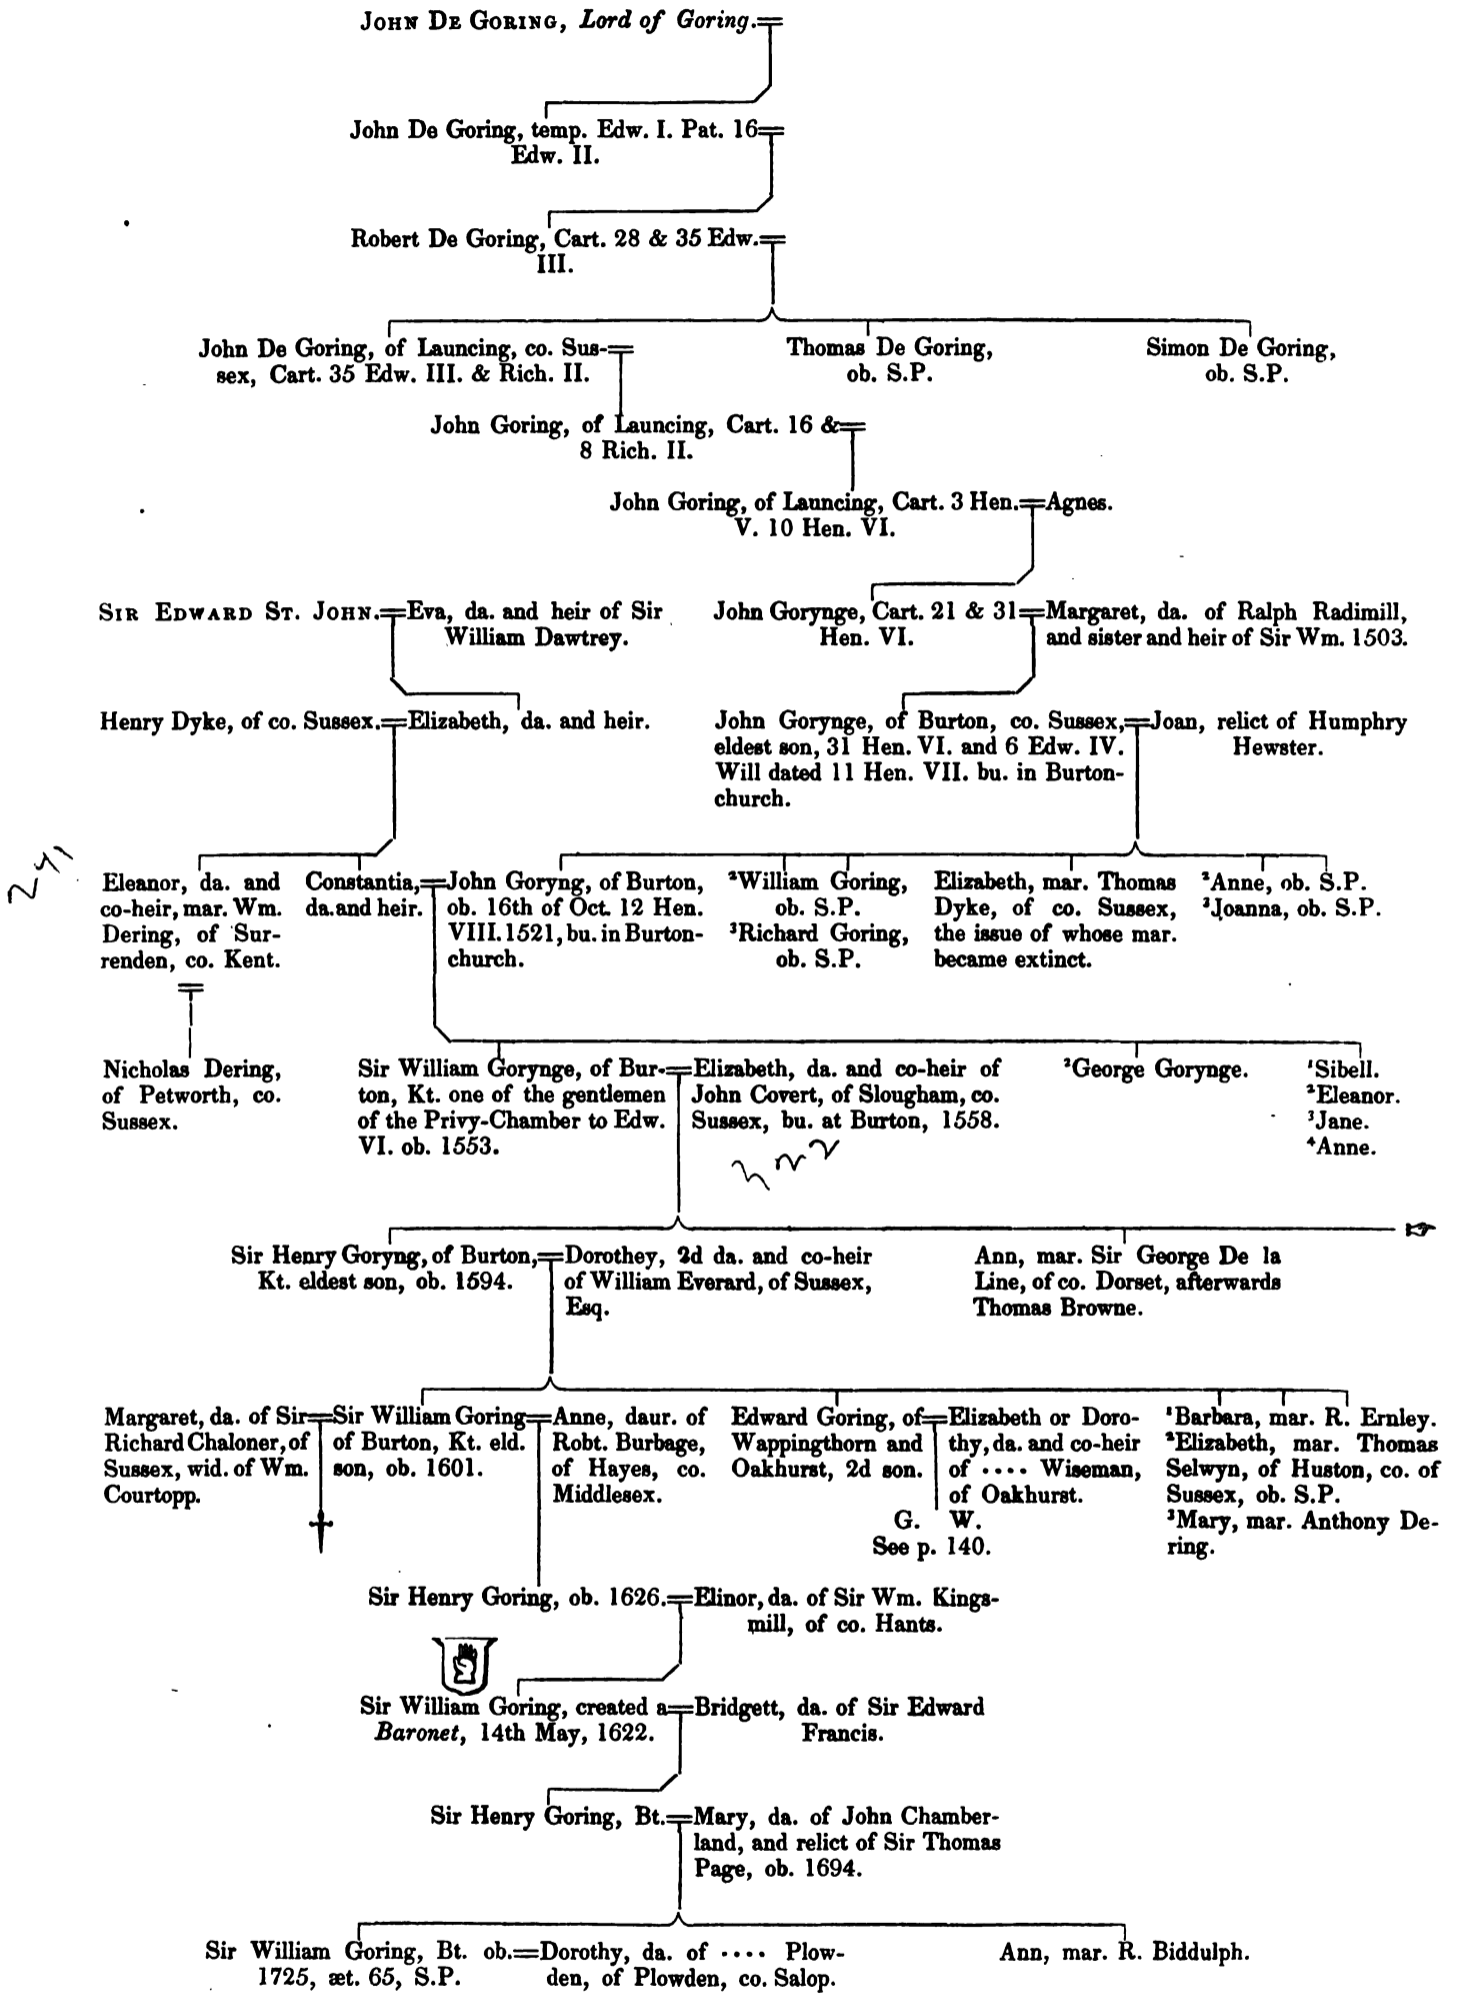 JOHN DE GORING, Lord of Goring.
John De Goring, temp. Edw. I. Pat. 16
Edw. II.
Robert De Goring, Cart. 28 & 35 Edw.
III.
John De Goring, of Launcing, co. Sus-
sex, Cart. 35 Edw. III. & Rich. II.
Thomas De Goring,
ob. S.P.
Simon De Goring,
ob. S.P.
John Goring, of Launcing, Cart. 16 &
8 Rich. II.
John Goring, of Launcing, Cart. 3 Hen.
V. 10 Hen. VI.
Agnes.
SIR EDWARD ST. JOHN.
Eva, da. and heir of Sir
William Dawtrey.
John Gorynge, Cart. 21 & 31
Hen. VI.
Margaret, da. of Ralph Radimill,
and sister and heir of Sir Wm. 1503.
Henry Dyke, of co. Sussex.
Elizabeth, da. and heir.
John Gorynge, of Burton, co. Sussex,
eldest son, 31 Hen. VI. and 6 Edw. IV.
Will dated 11 Hen. VII. bu. in Burton-
church.
Joan, relict of Humphry
Hewster.
241
Eleanor, da. and
co-heir, mar. Wm.
Dering, of Sur-
renden, co. Kent.
Constantia,
da. and heir.
John Goryng, of Burton,
ob. 16th of Oct. 12 Hen.
VIII. 1521, bu. in Burton-
church.
²William Goring,
ob. S.P.
³Richard Goring,
ob. S.P.
Elizabeth, mar. Thomas
Dyke, of co. Sussex,
the issue of whose mar.
became extinct.
²Anne, ob. S.P.
³Joanna, ob. S.P.
Nicholas Dering,
of Petworth, co.
Sussex.
Sir William Gorynge, of Bur-
ton, Kt. one of the gentlemen
of the Privy-Chamber to Edw.
VI. ob. 1553.
Elizabeth, da. and co-heir of
John Covert, of Slougham, co.
Sussex, bu. at Burton, 1558.
²George Gorynge.
¹Sibell.
²Eleanor.
³Jane.
⁴Anne.
322
Sir Henry Goryng, of Burton,
Kt. eldest son, ob. 1594.
Dorothey, 2d da. and co-heir
of William Everard, of Sussex,
Esq.
Ann, mar. Sir George De la
Line, of co. Dorset, afterwards
Thomas Browne.
Margaret, da. of Sir
Richard Chaloner, of
Sussex, wid. of Wm.
Courtopp.
Sir William Goring
of Burton, Kt. eld.
son, ob. 1601.
Anne, daur. of
Robt. Burbage,
of Hayes, co.
Middlesex.
Edward Goring, of
Wappingthorn and
Oakhurst, 2d son.
Elizabeth or Doro-
thy, da. and co-heir
of .... Wiseman,
of Oakhurst.
G. W.
See p. 140.
¹Barbara, mar. R. Ernley.
²Elizabeth, mar. Thomas
Selwyn, of Huston, co. of
Sussex, ob. S.P.
³Mary, mar. Anthony De-
ring.
Sir Henry Goring, ob. 1626.
Elinor, da. of Sir Wm. Kings-
mill, of co. Hants.
Sir William Goring, created a
Baronet, 14th May, 1622.
Bridgett, da. of Sir Edward
Francis.
Sir Henry Goring, Bt.
Mary, da. of John Chamber-
land, and relict of Sir Thomas
Page, ob. 1694.
Sir William Goring, Bt. ob.
1725, æt. 65, S.P.
Dorothy, da. of .... Plow-
den, of Plowden, co. Salop.
Ann, mar. R. Biddulph.